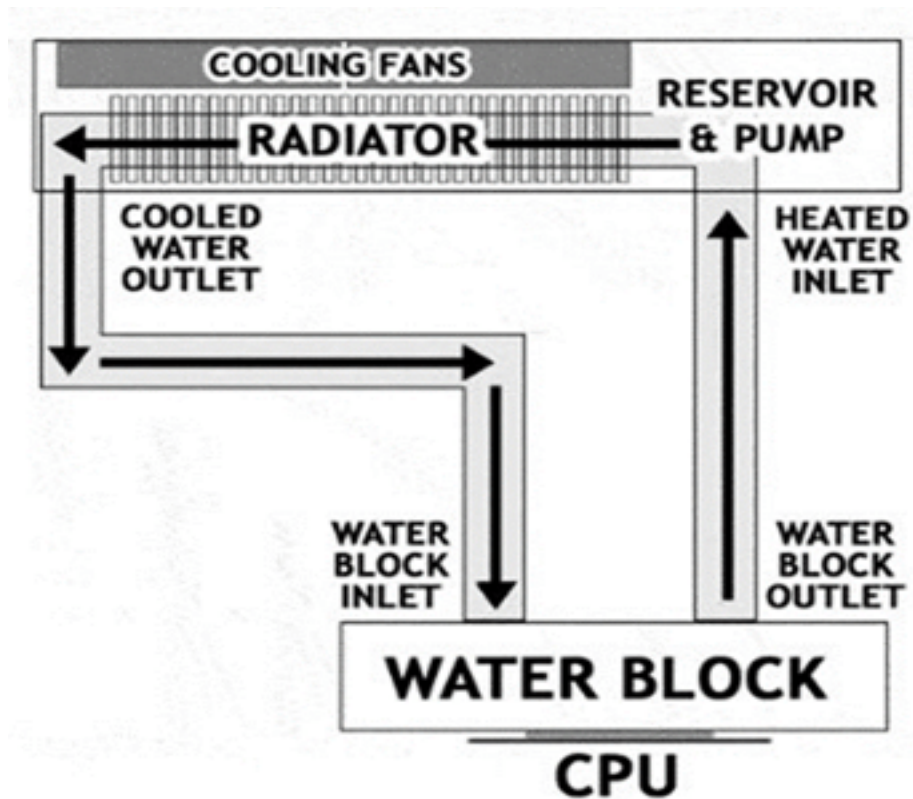 COOLING FANS
RESERVOIR
& PUMP
RADIATOR
COOLED
WATER
OUTLET
HEATED
WATER
INLET
WATER
BLOCK
INLET
WATER
BLOCK
OUTLET
WATER BLOCK
CPU